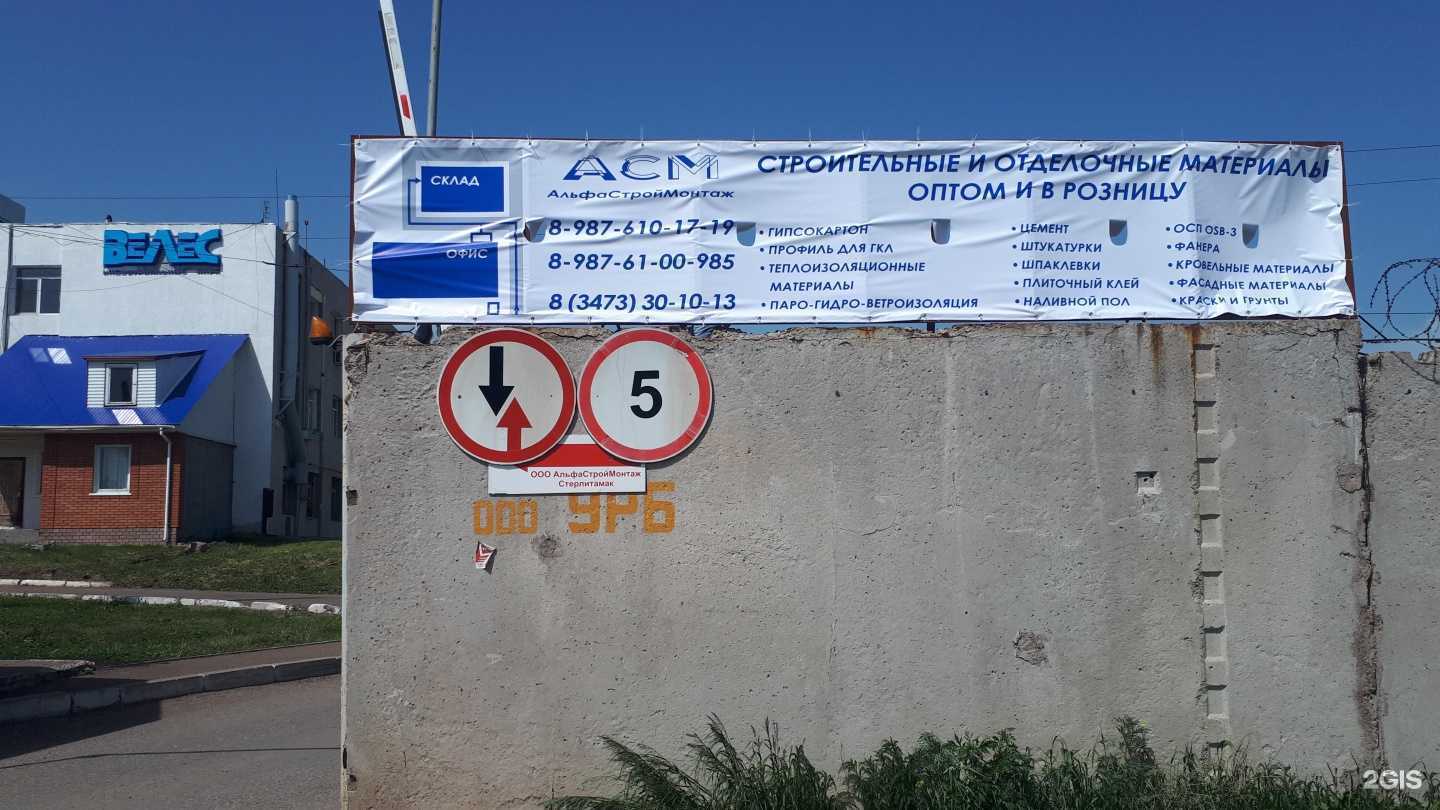 ВЕЛЕС
СКЛАД
ОФИС
АСМ
АльфаСтройМонтаж
8-987-610-17-19
8-987-61-00-985
8 (3473) 30-10-13
СТРОИТЕЛЬНЫЕ И ОТДЕЛОЧНЫЕ МАТЕРИАЛЫ
ОПТОМ И В РОЗНИЦУ
• ГИПСОКАРТОН
• ПРОФИЛЬ ДЛЯ ГКЛ
• ТЕПЛОИЗОЛЯЦИОННЫЕ
МАТЕРИАЛЫ
• ПАРО-ГИДРО-ВЕТРОИЗОЛЯЦИЯ
• ЦЕМЕНТ
• ШТУКАТУРКИ
• ШПАКЛЕВКИ
• ПЛИТОЧНЫЙ КЛЕЙ
• НАЛИВНОЙ ПОЛ
• ОСП OSB-3
• ФАНЕРА
• КРОВЕЛЬНЫЕ МАТЕРИАЛЫ
• ФАСАДНЫЕ МАТЕРИАЛЫ
• КРАСКИ И ГРУНТЫ
5
ООО АльфаСтройМонтаж
Стерлитамак
ООО УРБ
2GIS